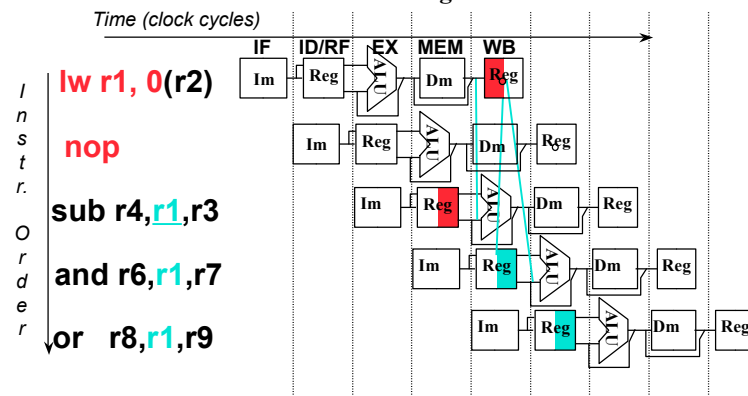 Time (clock cycles)
IF ID/RF EX MEM WB
Instr. Order
lw r1, 0(r2)
Im Reg ALU Dm Reg
nop
Im Reg ALU Dm Reg
sub r4,r1,r3
Im Reg ALU Dm Reg
and r6,r1,r7
Im Reg ALU Dm Reg
or r8,r1,r9
Im Reg ALU Dm Reg